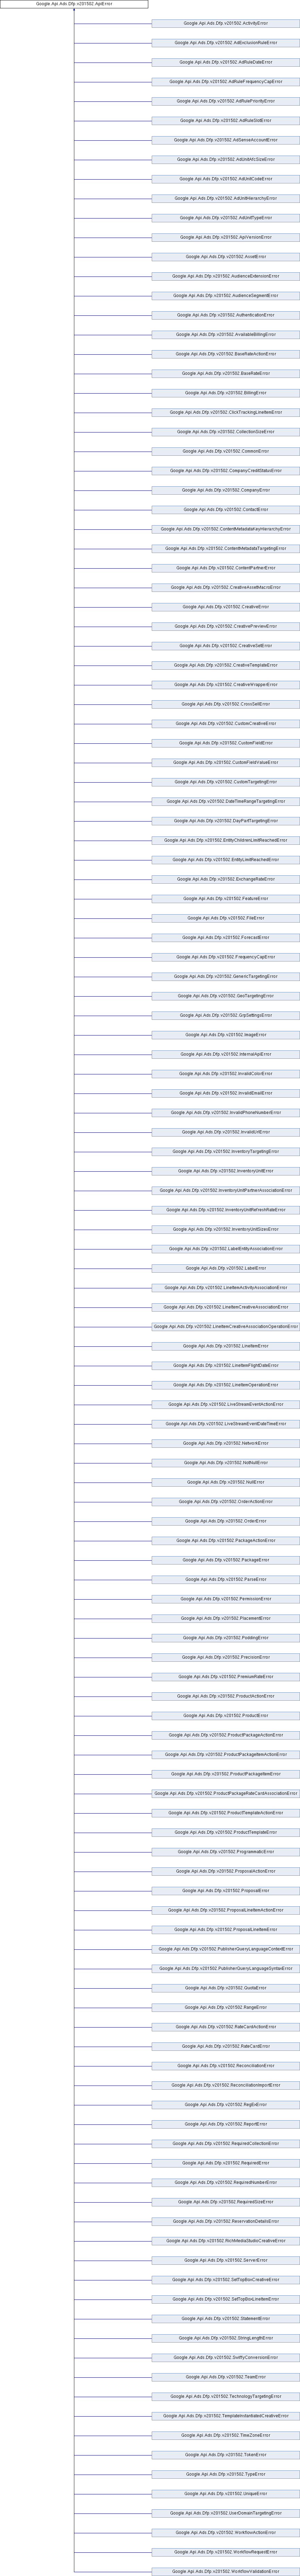 Google.Api.Ads.Dfp.v201502.ApiError
Google.Api.Ads.Dfp.v201502.ActivityError
Google.Api.Ads.Dfp.v201502.AdExclusionRuleError
Google.Api.Ads.Dfp.v201502.AdRuleDateError
Google.Api.Ads.Dfp.v201502.AdRuleFrequencyCapError
Google.Api.Ads.Dfp.v201502.AdRulePriorityError
Google.Api.Ads.Dfp.v201502.AdRuleSlotError
Google.Api.Ads.Dfp.v201502.AdSenseAccountError
Google.Api.Ads.Dfp.v201502.AdUnitAfcSizeError
Google.Api.Ads.Dfp.v201502.AdUnitCodeError
Google.Api.Ads.Dfp.v201502.AdUnitHierarchyError
Google.Api.Ads.Dfp.v201502.AdUnitTypeError
Google.Api.Ads.Dfp.v201502.ApiVersionError
Google.Api.Ads.Dfp.v201502.AssetError
Google.Api.Ads.Dfp.v201502.AudienceExtensionError
Google.Api.Ads.Dfp.v201502.AudienceSegmentError
Google.Api.Ads.Dfp.v201502.AuthenticationError
Google.Api.Ads.Dfp.v201502.AvailableBillingError
Google.Api.Ads.Dfp.v201502.BaseRateActionError
Google.Api.Ads.Dfp.v201502.BaseRateError
Google.Api.Ads.Dfp.v201502.BillingError
Google.Api.Ads.Dfp.v201502.ClickTrackingLineItemError
Google.Api.Ads.Dfp.v201502.CollectionSizeError
Google.Api.Ads.Dfp.v201502.CommonError
Google.Api.Ads.Dfp.v201502.CompanyCreditStatusError
Google.Api.Ads.Dfp.v201502.CompanyError
Google.Api.Ads.Dfp.v201502.ContactError
Google.Api.Ads.Dfp.v201502.ContentMetadataKeyHierarchyError
Google.Api.Ads.Dfp.v201502.ContentMetadataTargetingError
Google.Api.Ads.Dfp.v201502.ContentPartnerError
Google.Api.Ads.Dfp.v201502.CreativeAssetMacroError
Google.Api.Ads.Dfp.v201502.CreativeError
Google.Api.Ads.Dfp.v201502.CreativePreviewError
Google.Api.Ads.Dfp.v201502.CreativeSetError
Google.Api.Ads.Dfp.v201502.CreativeTemplateError
Google.Api.Ads.Dfp.v201502.CreativeWrapperError
Google.Api.Ads.Dfp.v201502.CrossSellError
Google.Api.Ads.Dfp.v201502.CustomCreativeError
Google.Api.Ads.Dfp.v201502.CustomFieldError
Google.Api.Ads.Dfp.v201502.CustomFieldValueError
Google.Api.Ads.Dfp.v201502.CustomTargetingError
Google.Api.Ads.Dfp.v201502.DateTimeRangeTargetingError
Google.Api.Ads.Dfp.v201502.DayPartTargetingError
Google.Api.Ads.Dfp.v201502.EntityChildrenLimitReachedError
Google.Api.Ads.Dfp.v201502.EntityLimitReachedError
Google.Api.Ads.Dfp.v201502.ExchangeRateError
Google.Api.Ads.Dfp.v201502.FeatureError
Google.Api.Ads.Dfp.v201502.FileError
Google.Api.Ads.Dfp.v201502.ForecastError
Google.Api.Ads.Dfp.v201502.FrequencyCapError
Google.Api.Ads.Dfp.v201502.GenericTargetingError
Google.Api.Ads.Dfp.v201502.GeoTargetingError
Google.Api.Ads.Dfp.v201502.GrpSettingsError
Google.Api.Ads.Dfp.v201502.ImageError
Google.Api.Ads.Dfp.v201502.InternalApiError
Google.Api.Ads.Dfp.v201502.InvalidColorError
Google.Api.Ads.Dfp.v201502.InvalidEmailError
Google.Api.Ads.Dfp.v201502.InvalidPhoneNumberError
Google.Api.Ads.Dfp.v201502.InvalidUrlError
Google.Api.Ads.Dfp.v201502.InventoryTargetingError
Google.Api.Ads.Dfp.v201502.InventoryUnitError
Google.Api.Ads.Dfp.v201502.InventoryUnitPartnerAssociationError
Google.Api.Ads.Dfp.v201502.InventoryUnitRefreshRateError
Google.Api.Ads.Dfp.v201502.InventoryUnitSizesError
Google.Api.Ads.Dfp.v201502.LabelEntityAssociationError
Google.Api.Ads.Dfp.v201502.LabelError
Google.Api.Ads.Dfp.v201502.LineItemActivityAssociationError
Google.Api.Ads.Dfp.v201502.LineItemCreativeAssociationError
Google.Api.Ads.Dfp.v201502.LineItemCreativeAssociationOperationError
Google.Api.Ads.Dfp.v201502.LineItemError
Google.Api.Ads.Dfp.v201502.LineItemFlightDateError
Google.Api.Ads.Dfp.v201502.LineItemOperationError
Google.Api.Ads.Dfp.v201502.LiveStreamEventActionError
Google.Api.Ads.Dfp.v201502.LiveStreamEventDateTimeError
Google.Api.Ads.Dfp.v201502.NetworkError
Google.Api.Ads.Dfp.v201502.NotNullError
Google.Api.Ads.Dfp.v201502.NullError
Google.Api.Ads.Dfp.v201502.OrderActionError
Google.Api.Ads.Dfp.v201502.OrderError
Google.Api.Ads.Dfp.v201502.PackageActionError
Google.Api.Ads.Dfp.v201502.PackageError
Google.Api.Ads.Dfp.v201502.ParseError
Google.Api.Ads.Dfp.v201502.PermissionError
Google.Api.Ads.Dfp.v201502.PlacementError
Google.Api.Ads.Dfp.v201502.PoddingError
Google.Api.Ads.Dfp.v201502.PrecisionError
Google.Api.Ads.Dfp.v201502.PremiumRateError
Google.Api.Ads.Dfp.v201502.ProductActionError
Google.Api.Ads.Dfp.v201502.ProductError
Google.Api.Ads.Dfp.v201502.ProductPackageActionError
Google.Api.Ads.Dfp.v201502.ProductPackageItemActionError
Google.Api.Ads.Dfp.v201502.ProductPackageItemError
Google.Api.Ads.Dfp.v201502.ProductPackageRateCardAssociationError
Google.Api.Ads.Dfp.v201502.ProductTemplateActionError
Google.Api.Ads.Dfp.v201502.ProductTemplateError
Google.Api.Ads.Dfp.v201502.ProgrammaticError
Google.Api.Ads.Dfp.v201502.ProposalActionError
Google.Api.Ads.Dfp.v201502.ProposalError
Google.Api.Ads.Dfp.v201502.ProposalLineItemActionError
Google.Api.Ads.Dfp.v201502.ProposalLineItemError
Google.Api.Ads.Dfp.v201502.PublisherQueryLanguageContextError
Google.Api.Ads.Dfp.v201502.PublisherQueryLanguageSyntaxError
Google.Api.Ads.Dfp.v201502.QuotaError
Google.Api.Ads.Dfp.v201502.RangeError
Google.Api.Ads.Dfp.v201502.RateCardActionError
Google.Api.Ads.Dfp.v201502.RateCardError
Google.Api.Ads.Dfp.v201502.ReconciliationError
Google.Api.Ads.Dfp.v201502.ReconciliationImportError
Google.Api.Ads.Dfp.v201502.RegExError
Google.Api.Ads.Dfp.v201502.ReportError
Google.Api.Ads.Dfp.v201502.RequiredCollectionError
Google.Api.Ads.Dfp.v201502.RequiredError
Google.Api.Ads.Dfp.v201502.RequiredNumberError
Google.Api.Ads.Dfp.v201502.RequiredSizeError
Google.Api.Ads.Dfp.v201502.ReservationDetailsError
Google.Api.Ads.Dfp.v201502.RichMediaStudioCreativeError
Google.Api.Ads.Dfp.v201502.ServerError
Google.Api.Ads.Dfp.v201502.SetTopBoxCreativeError
Google.Api.Ads.Dfp.v201502.SetTopBoxLineItemError
Google.Api.Ads.Dfp.v201502.StatementError
Google.Api.Ads.Dfp.v201502.StringLengthError
Google.Api.Ads.Dfp.v201502.SwiffyConversionError
Google.Api.Ads.Dfp.v201502.TeamError
Google.Api.Ads.Dfp.v201502.TechnologyTargetingError
Google.Api.Ads.Dfp.v201502.TemplateInstantiatedCreativeError
Google.Api.Ads.Dfp.v201502.TimeZoneError
Google.Api.Ads.Dfp.v201502.TokenError
Google.Api.Ads.Dfp.v201502.TypeError
Google.Api.Ads.Dfp.v201502.UniqueError
Google.Api.Ads.Dfp.v201502.UserDomainTargetingError
Google.Api.Ads.Dfp.v201502.WorkflowActionError
Google.Api.Ads.Dfp.v201502.WorkflowRequestError
Google.Api.Ads.Dfp.v201502.WorkflowValidationError